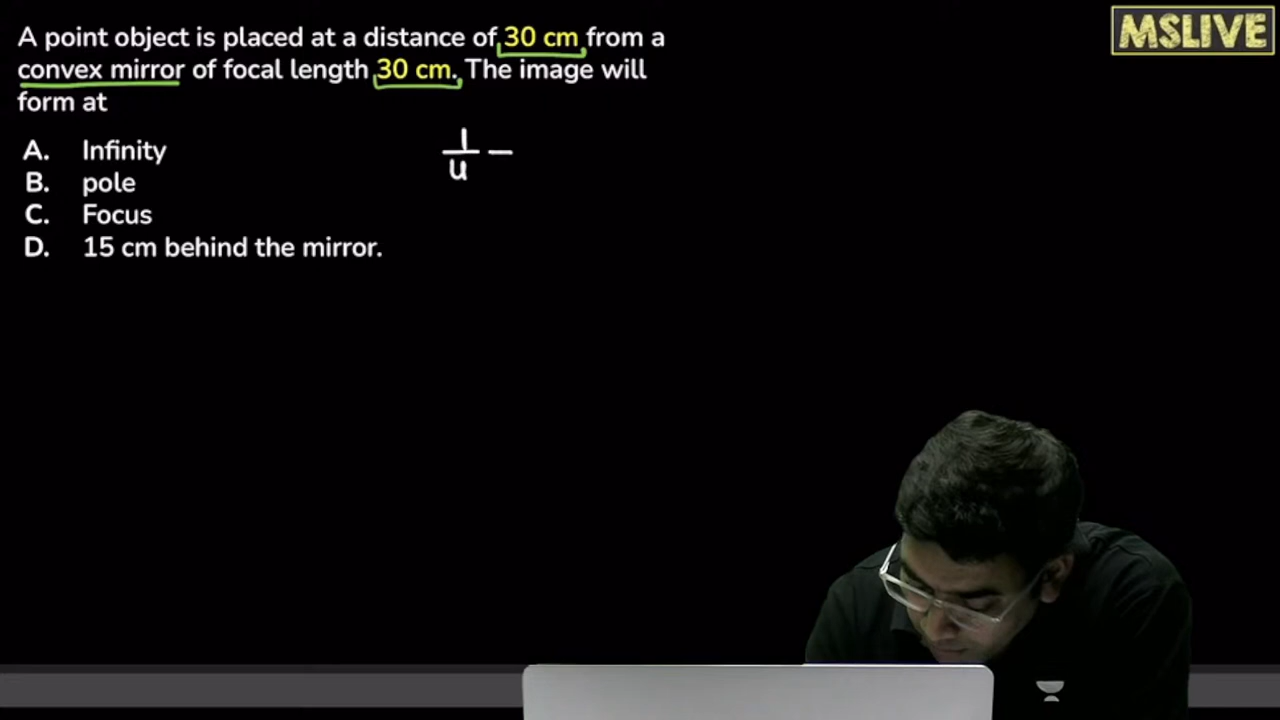 A point object is placed at a distance of 30 cm from a
convex mirror of focal length 30 cm. The image will
form at
A. Infinity
B. pole
C. Focus
D. 15 cm behind the mirror.
1/u −
MSLIVE